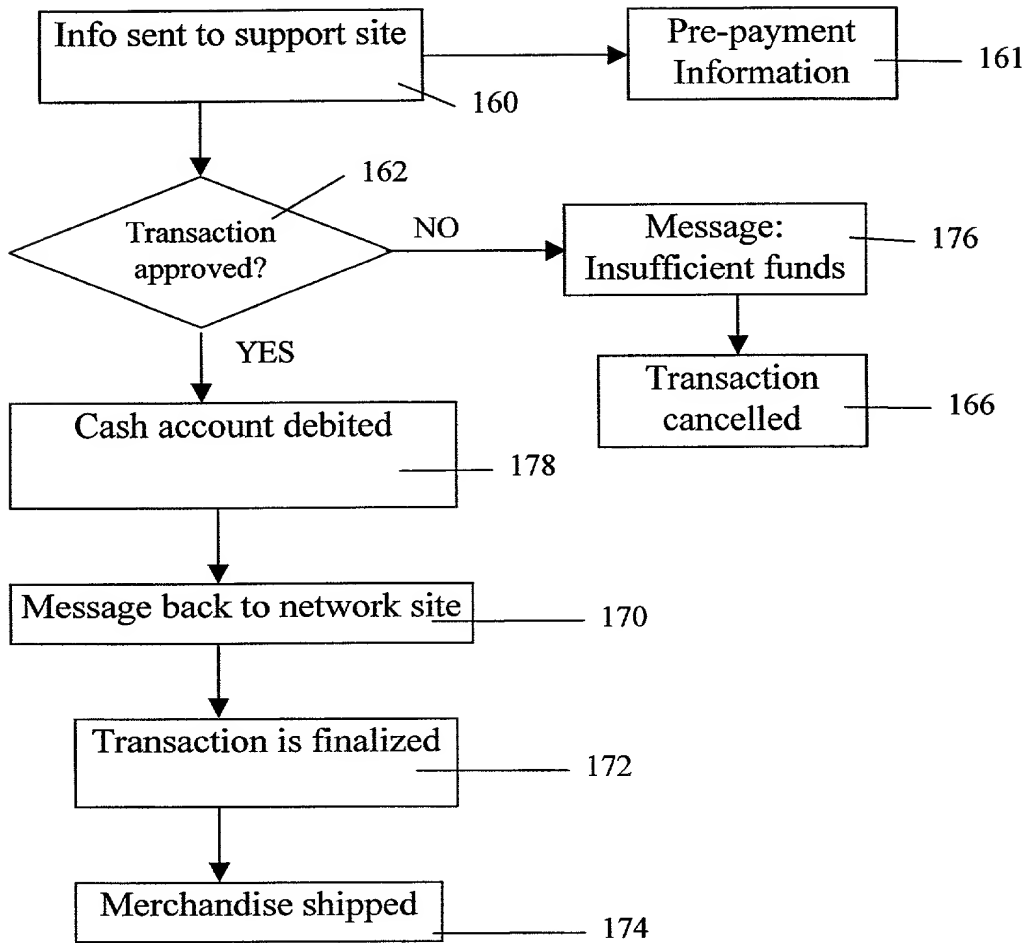 Info sent to support site
160
Pre-payment
Information
161
162
Transaction
approved?
NO
Message:
Insufficient funds
176
YES
Transaction
cancelled
166
Cash account debited
178
Message back to network site
170
Transaction is finalized
172
Merchandise shipped
174